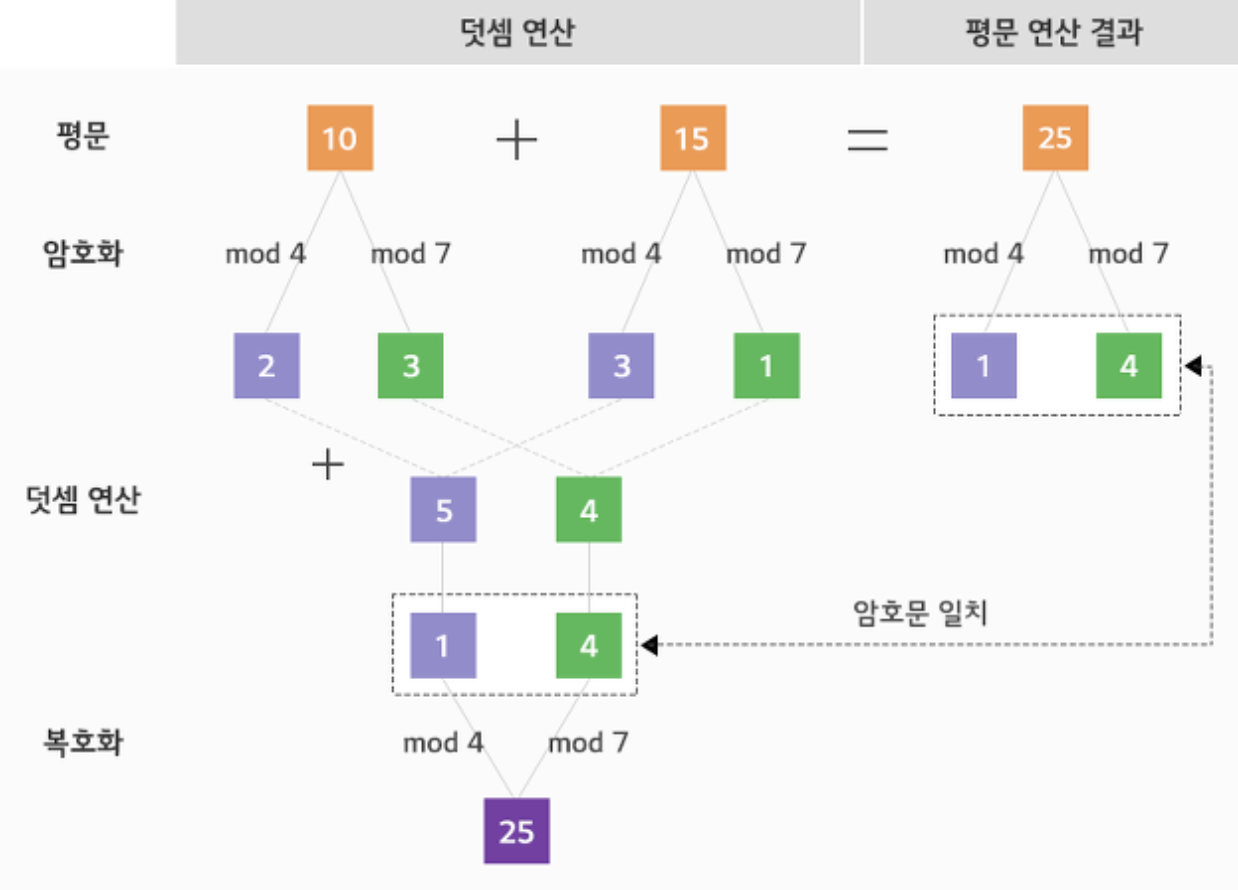 덧셈 연산 평문 연산 결과
평문 10 + 15 = 25
암호화 mod 4 mod 7 mod 4 mod 7 mod 4 mod 7
2 3 3 1 1 4
+
덧셈 연산 5 4
암호문 일치
1 4
복호화 mod 4 mod 7
25